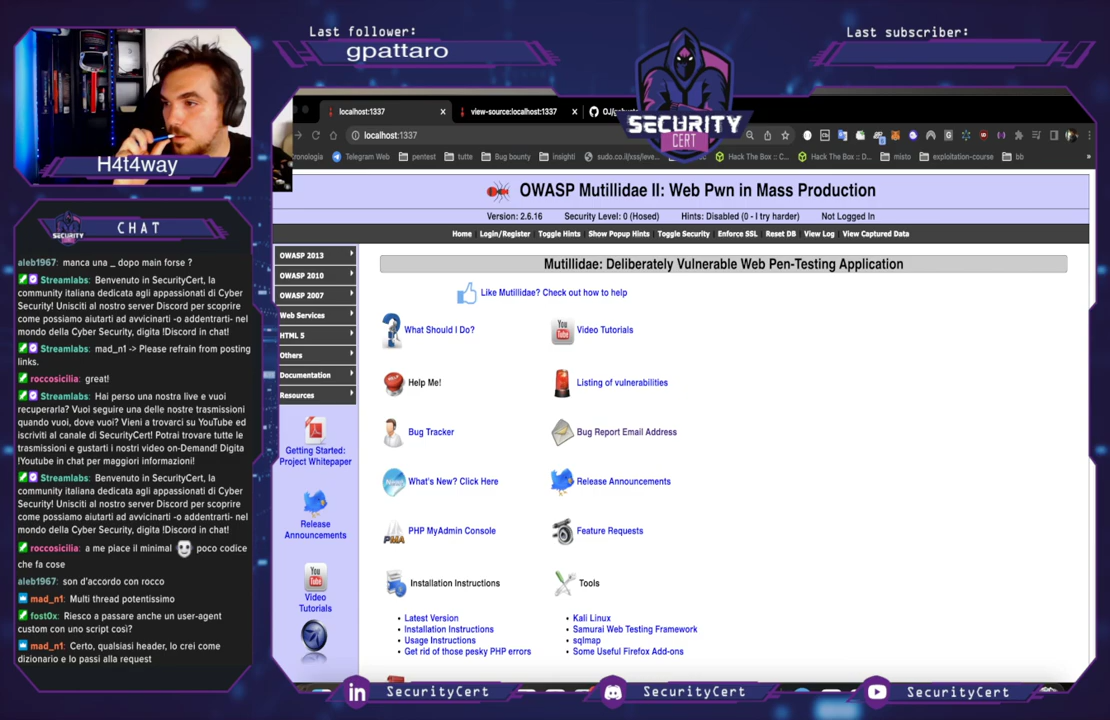 Last follower:
gpattaro
Last subscriber:
SECURITY
CERT
H4t4way
SECURITY
CHAT
aleb1967: manca una _ dopo main forse ?
Streamlabs: Benvenuto in SecurityCert, la
community italiana dedicata agli appassionati di Cyber
Security! Unisciti al nostro server Discord per scoprire
come possiamo aiutarti ad avvicinarti -o addentrarti- nel
mondo della Cyber Security, digita !Discord in chat!
Streamlabs: mad_n1 -> Please refrain from posting
links.
roccosicilia: great!
Streamlabs: Hai perso una nostra live e vuoi
recuperarla? Vuoi seguire una delle nostre trasmissioni
quando vuoi, dove vuoi? Vieni a trovarci su YouTube ed
iscriviti al canale di SecurityCert! Potrai trovare tutte le
trasmissioni e gustarti i nostri video on-Demand! Digita
!Youtube in chat per maggiori informazioni!
Streamlabs: Benvenuto in SecurityCert, la
community italiana dedicata agli appassionati di Cyber
Security! Unisciti al nostro server Discord per scoprire
come possiamo aiutarti ad avvicinarti -o addentrarti- nel
mondo della Cyber Security, digita !Discord in chat!
roccosicilia: a me piace il minimal poco codice
che fa cose
aleb1967: son d'accordo con rocco
mad_n1: Multi thread potentissimo
fost0x: Riesco a passare anche un user-agent
custom con uno script così?
mad_n1: Certo, qualsiasi header, lo crei come
dizionario e lo passi alla request
localhost:1337
view-source:localhost:1337
localhost:1337
ronologia Telegram Web pentest tutte Bug bounty insighti sudo.co.il/xss/leve... Hack The Box :: C... Hack The Box :: D... misto exploitation-course bb »
OWASP Mutillidae II: Web Pwn in Mass Production
Version: 2.6.16 Security Level: 0 (Hosed) Hints: Disabled (0 - I try harder) Not Logged In
Home Login/Register Toggle Hints Show Popup Hints Toggle Security Enforce SSL Reset DB View Log View Captured Data
OWASP 2013
OWASP 2010
OWASP 2007
Web Services
HTML 5
Others
Documentation
Resources
Getting Started:
Project Whitepaper
Release
Announcements
You
Tube
Video
Tutorials
Mutillidae: Deliberately Vulnerable Web Pen-Testing Application
Like Mutillidae? Check out how to help
What Should I Do?
You
Tube
Video Tutorials
Help Me!
Listing of vulnerabilities
Bug Tracker
Bug Report Email Address
What's New? Click Here
Release Announcements
PMA
PHP MyAdmin Console
Feature Requests
Installation Instructions
Tools
• Latest Version
• Installation Instructions
• Usage Instructions
• Get rid of those pesky PHP errors
• Kali Linux
• Samurai Web Testing Framework
• sqlmap
• Some Useful Firefox Add-ons
in SecurityCert
SecurityCert
SecurityCert